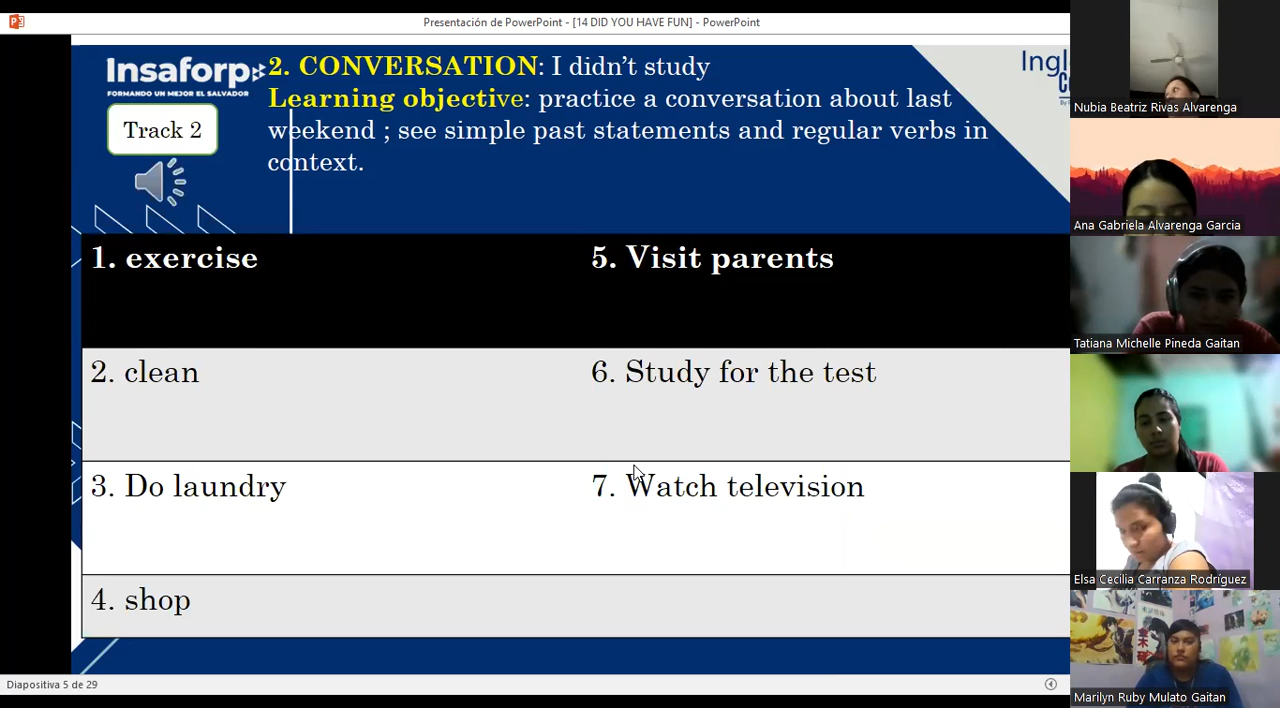 Presentación de PowerPoint - [14 DID YOU HAVE FUN] - PowerPoint
Insaforp
FORMANDO UN MEJOR EL SALVADOR
Track 2
2. CONVERSATION: I didn't study
Learning objective: practice a conversation about last
weekend ; see simple past statements and regular verbs in
context.
1. exercise
5. Visit parents
2. clean
6. Study for the test
3. Do laundry
7. Watch television
4. shop
Diapositiva 5 de 29
Nubia Beatriz Rivas Alvarenga
Ana Gabriela Alvarenga Garcia
Tatiana Michelle Pineda Gaitan
Elsa Cecilia Carranza Rodríguez
Marilyn Ruby Mulato Gaitan